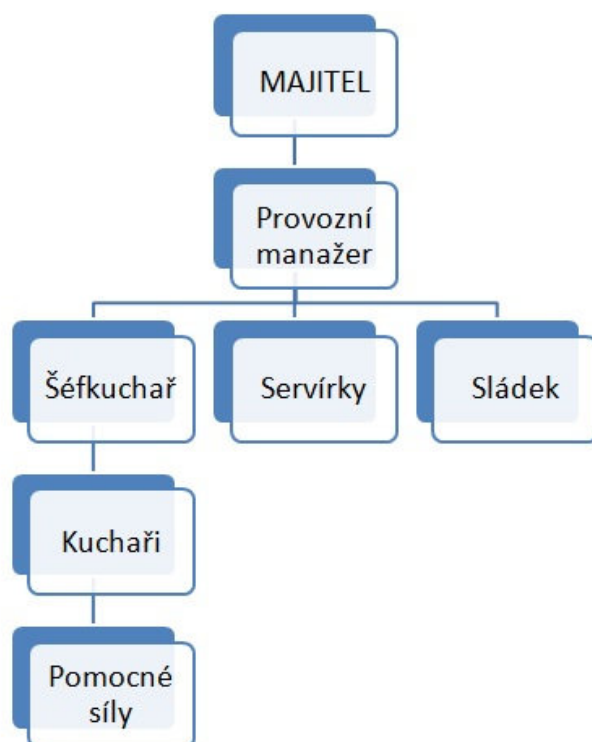 MAJITEL
Provozní
manažer
Šéfkuchař
Servírky
Sládek
Kuchaři
Pomocné
síly